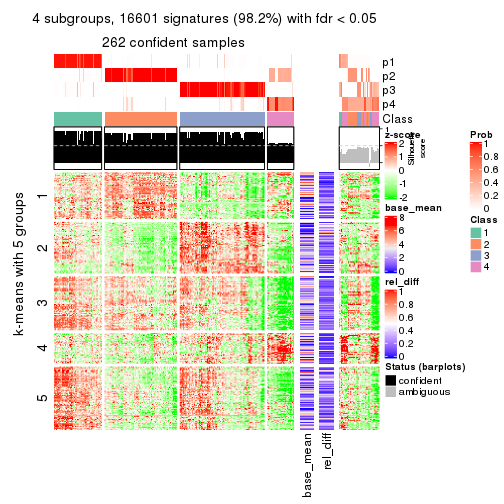 4 subgroups, 16601 signatures (98.2%) with fdr < 0.05
262 confident samples
p1
p2
p3
p4
Class
1
Silhouette
score
z-score
2
1
0
-1
-2
base_mean
8
6
4
2
0
rel_diff
1
0.8
0.6
0.4
0.2
0
Status (barplots)
confident
ambiguous
Prob
1
0.8
0.6
0.4
0.2
0
Class
1
2
3
4
k-means with 5 groups
1
2
3
4
5
base_mean
rel_diff